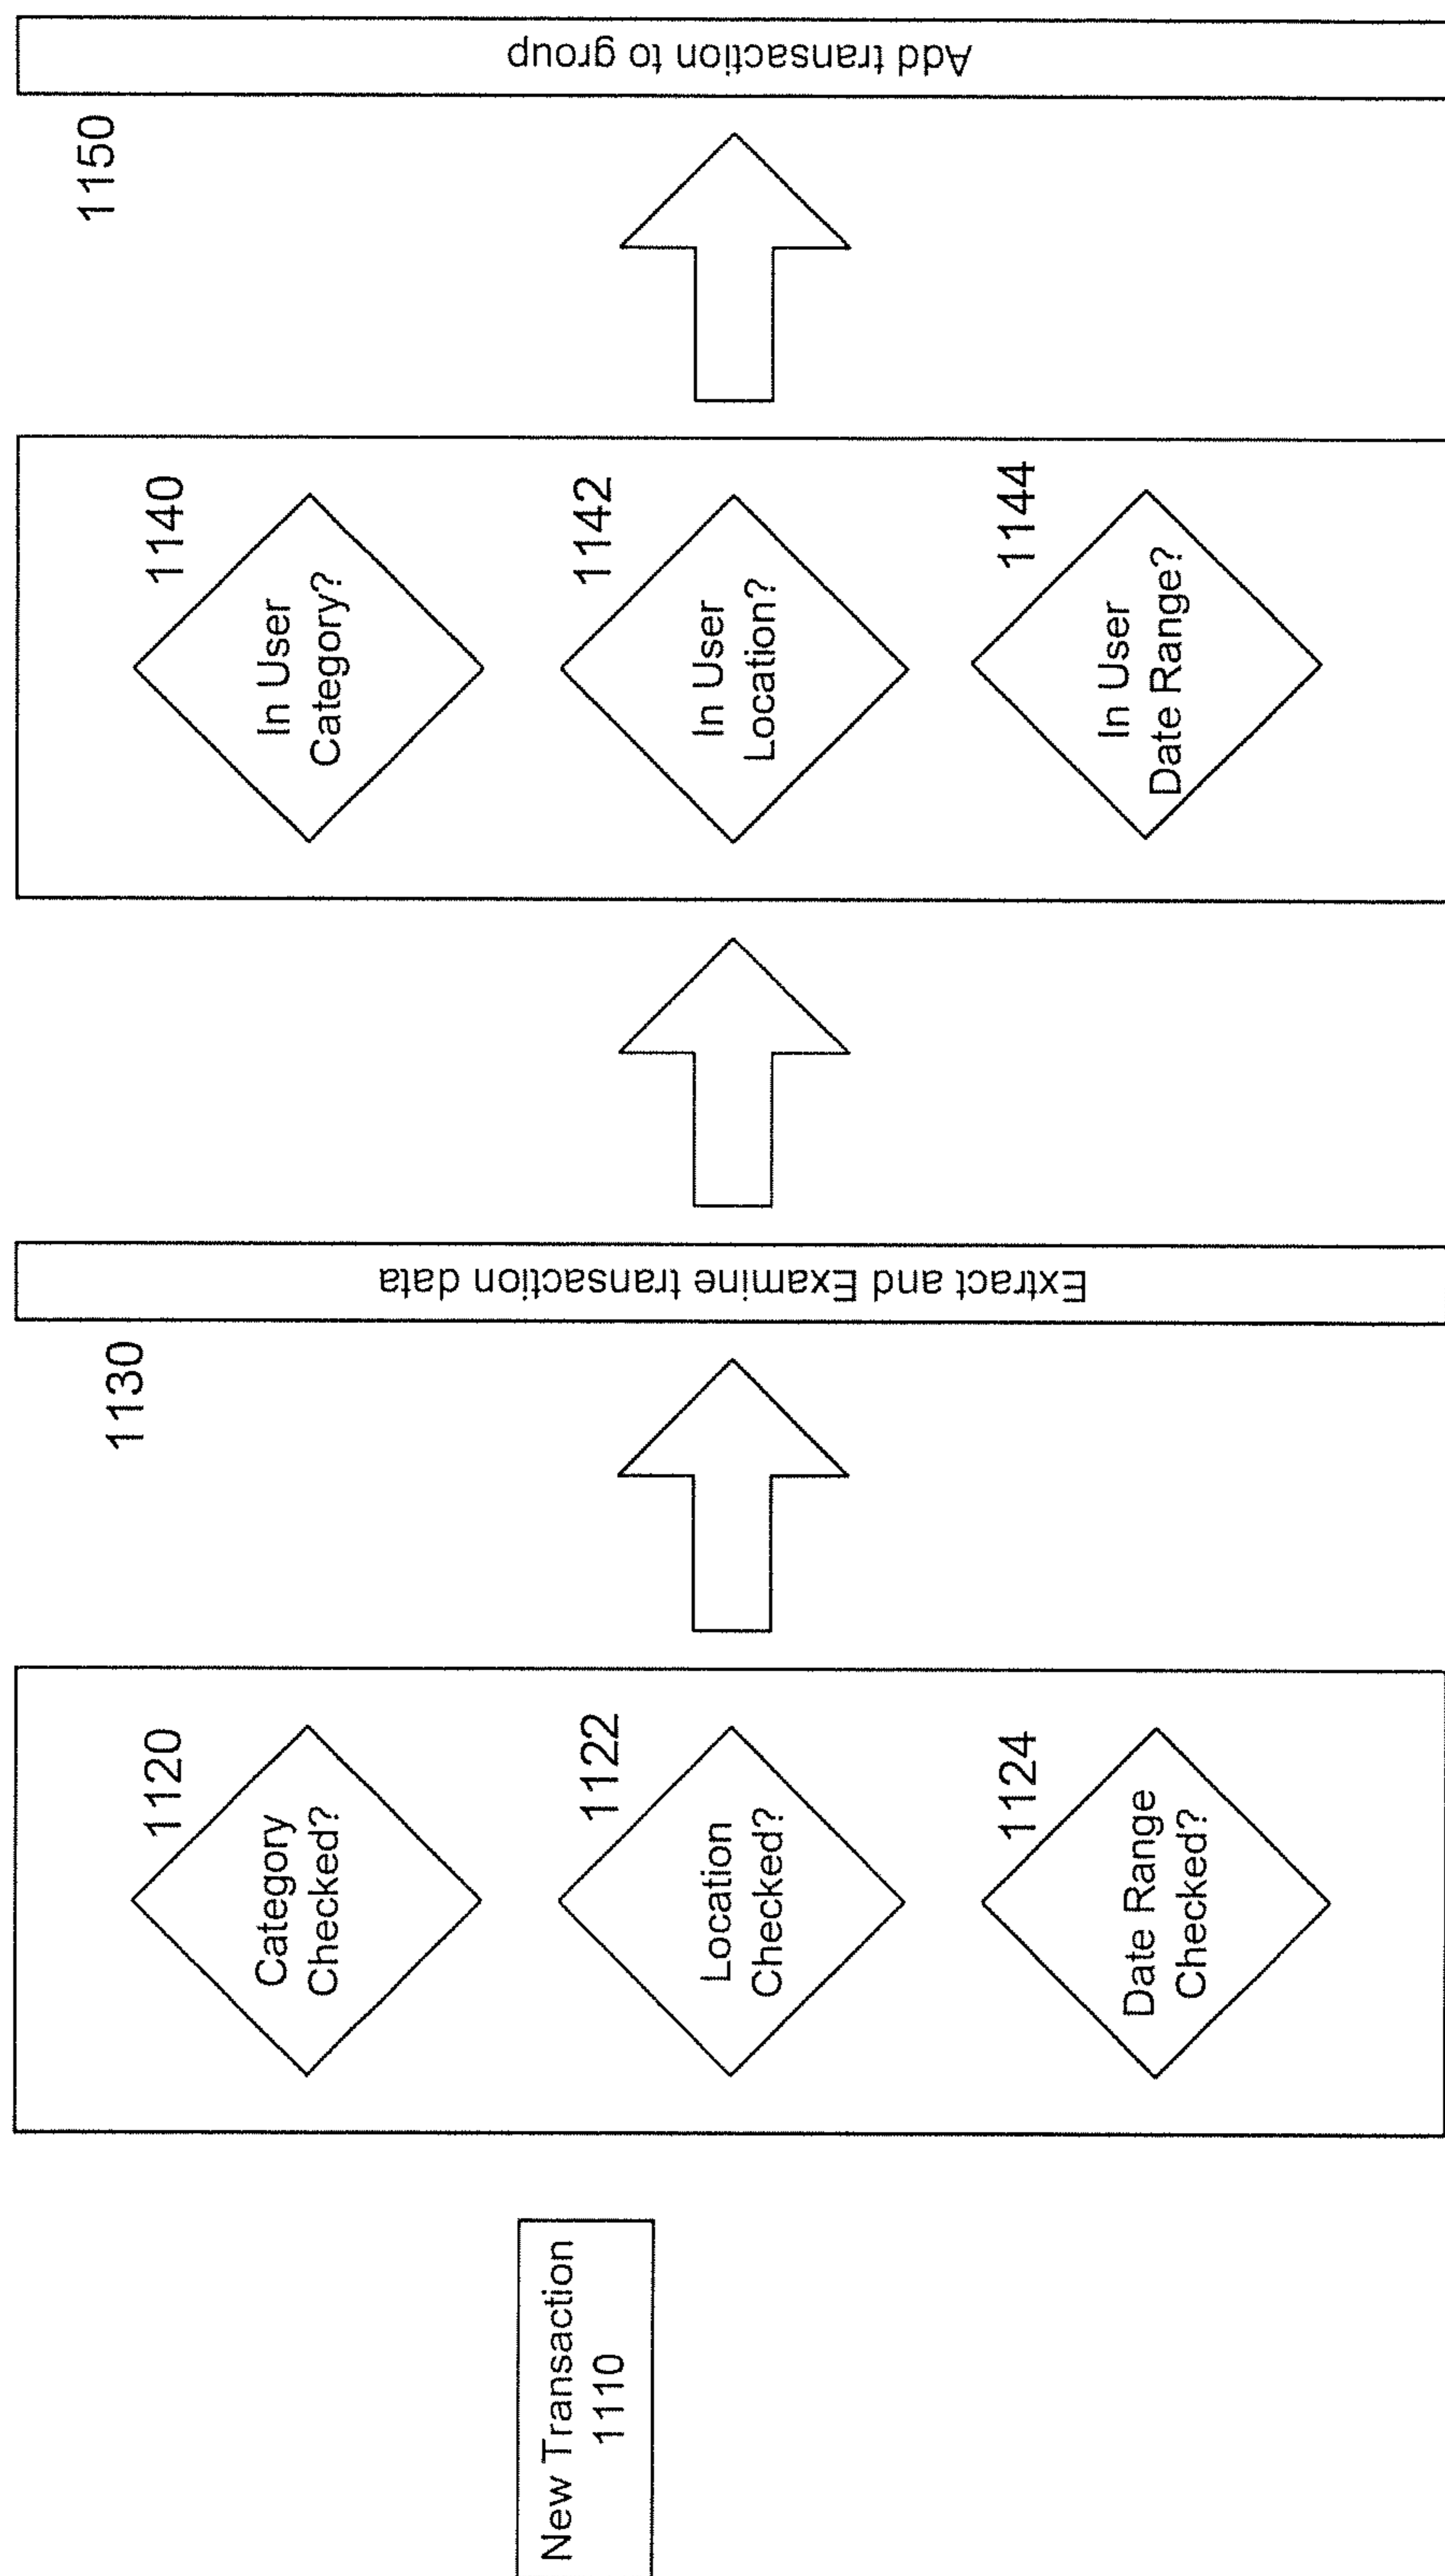 New Transaction
1110
1120
Category
Checked?
1122
Location
Checked?
1124
Date Range
Checked?
1130
Extract and Examine transaction data
1140
In User
Category?
1142
In User
Location?
1144
In User
Date Range?
1150
Add transaction to group